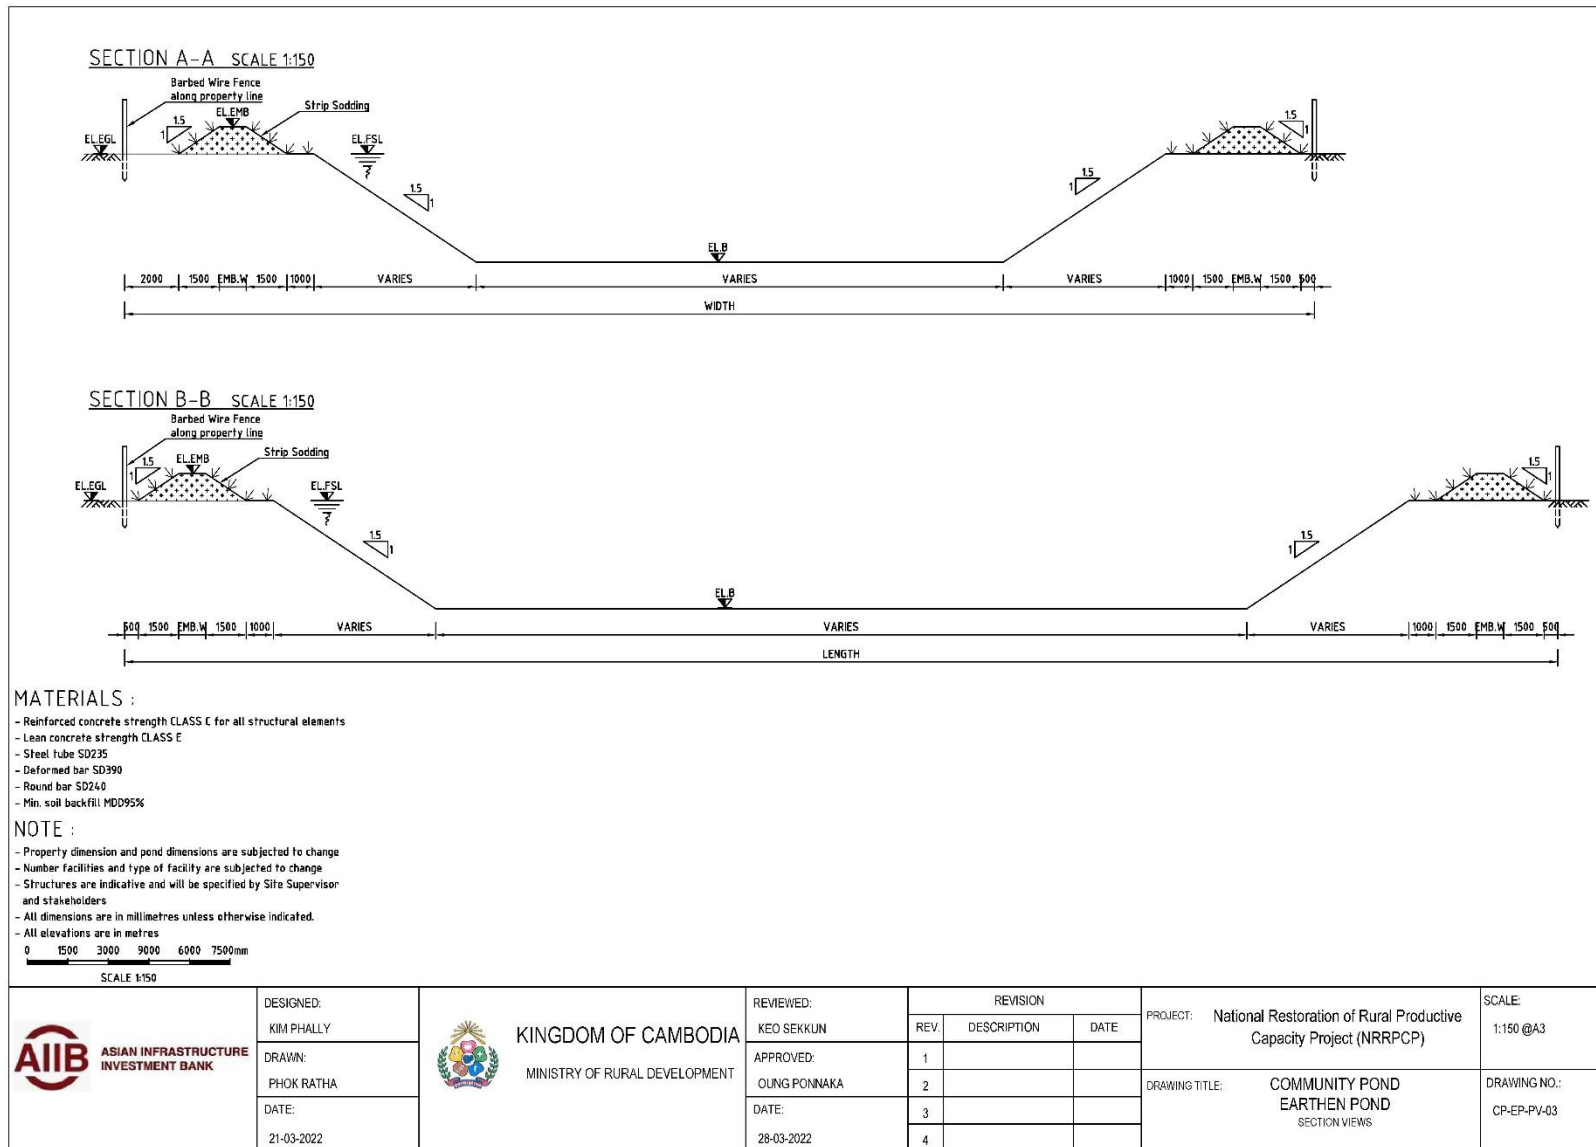 SECTION A-A SCALE 1:150
Barbed Wire Fence
along property line
EL.EMB
Strip Sodding
1.5
1
EL.EGL
EL.FSL
1.5
1
1.5
1
1.5
1
EL.B
2000 1500 EMB.W 1500 1000 VARIES VARIES VARIES 1000 1500 EMB.W 1500 500
WIDTH
SECTION B-B SCALE 1:150
Barbed Wire Fence
along property line
EL.EMB
Strip Sodding
1.5
1
EL.EGL
EL.FSL
1.5
1
1.5
1
1.5
1
EL.B
500 1500 EMB.W 1500 1000 VARIES VARIES VARIES 1000 1500 EMB.W 1500 500
LENGTH
MATERIALS :
- Reinforced concrete strength CLASS C for all structural elements
- Lean concrete strength CLASS E
- Steel tube SD235
- Deformed bar SD390
- Round bar SD240
- Min. soil backfill MDD95%
NOTE :
- Property dimension and pond dimensions are subjected to change
- Number facilities and type of facility are subjected to change
- Structures are indicative and will be specified by Site Supervisor
and stakeholders
- All dimensions are in millimetres unless otherwise indicated.
- All elevations are in metres
0 1500 3000 9000 6000 7500mm
SCALE 1:150
AIIB
ASIAN INFRASTRUCTURE
INVESTMENT BANK
DESIGNED:
KIM PHALLY
DRAWN:
PHOK RATHA
DATE:
21-03-2022
KINGDOM OF CAMBODIA
MINISTRY OF RURAL DEVELOPMENT
REVIEWED:
KEO SEKKUN
APPROVED:
OUNG PONNAKA
DATE:
28-03-2022
REVISION
REV. DESCRIPTION DATE
1
2
3
4
PROJECT: National Restoration of Rural Productive
Capacity Project (NRRPCP)
DRAWING TITLE: COMMUNITY POND
EARTHEN POND
SECTION VIEWS
SCALE:
1:150 @A3
DRAWING NO.:
CP-EP-PV-03